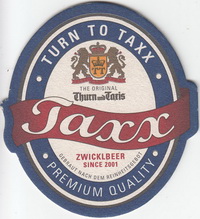 • TURN TO TAXX •
THE ORIGINAL
Thurn und Taxis
Taxx
ZWICKLBEER
SINCE 2001
GEBRAUT NACH DEM REINHEITSGEBOT
PREMIUM QUALITY